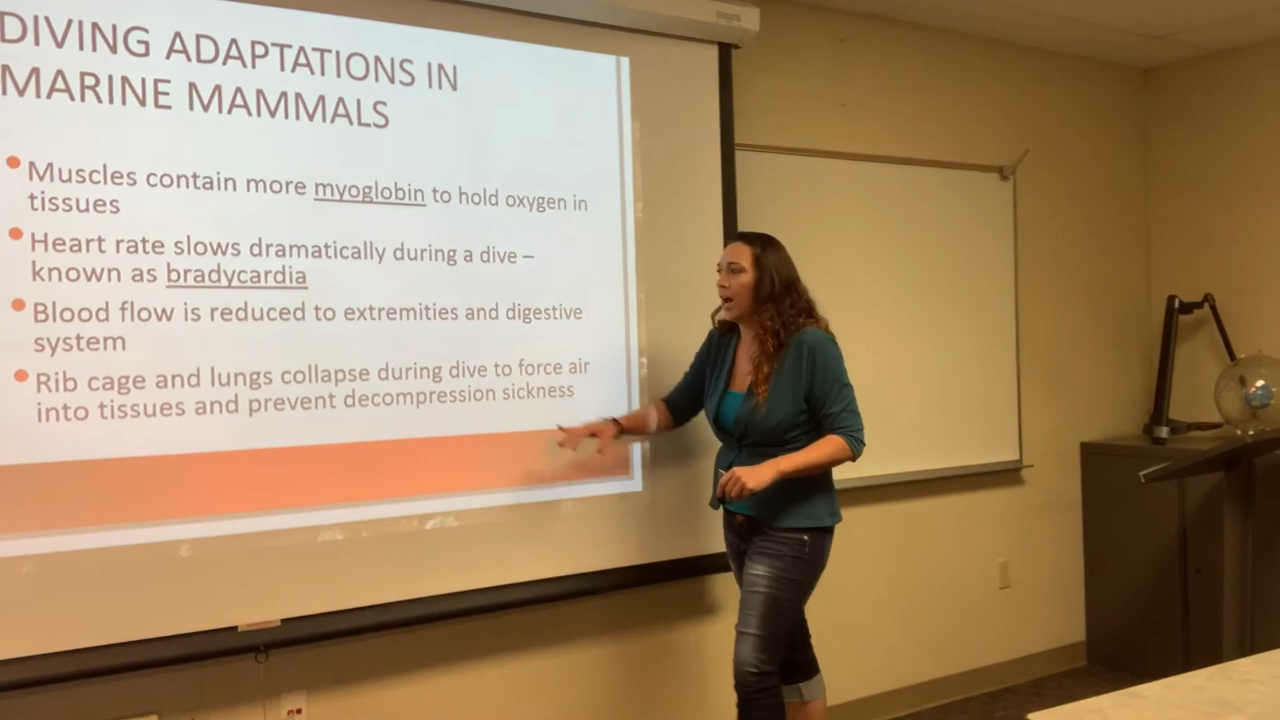 DIVING ADAPTATIONS IN
MARINE MAMMALS
Muscles contain more myoglobin to hold oxygen in
tissues
Heart rate slows dramatically during a dive –
known as bradycardia
Blood flow is reduced to extremities and digestive
system
Rib cage and lungs collapse during dive to force air
into tissues and prevent decompression sickness